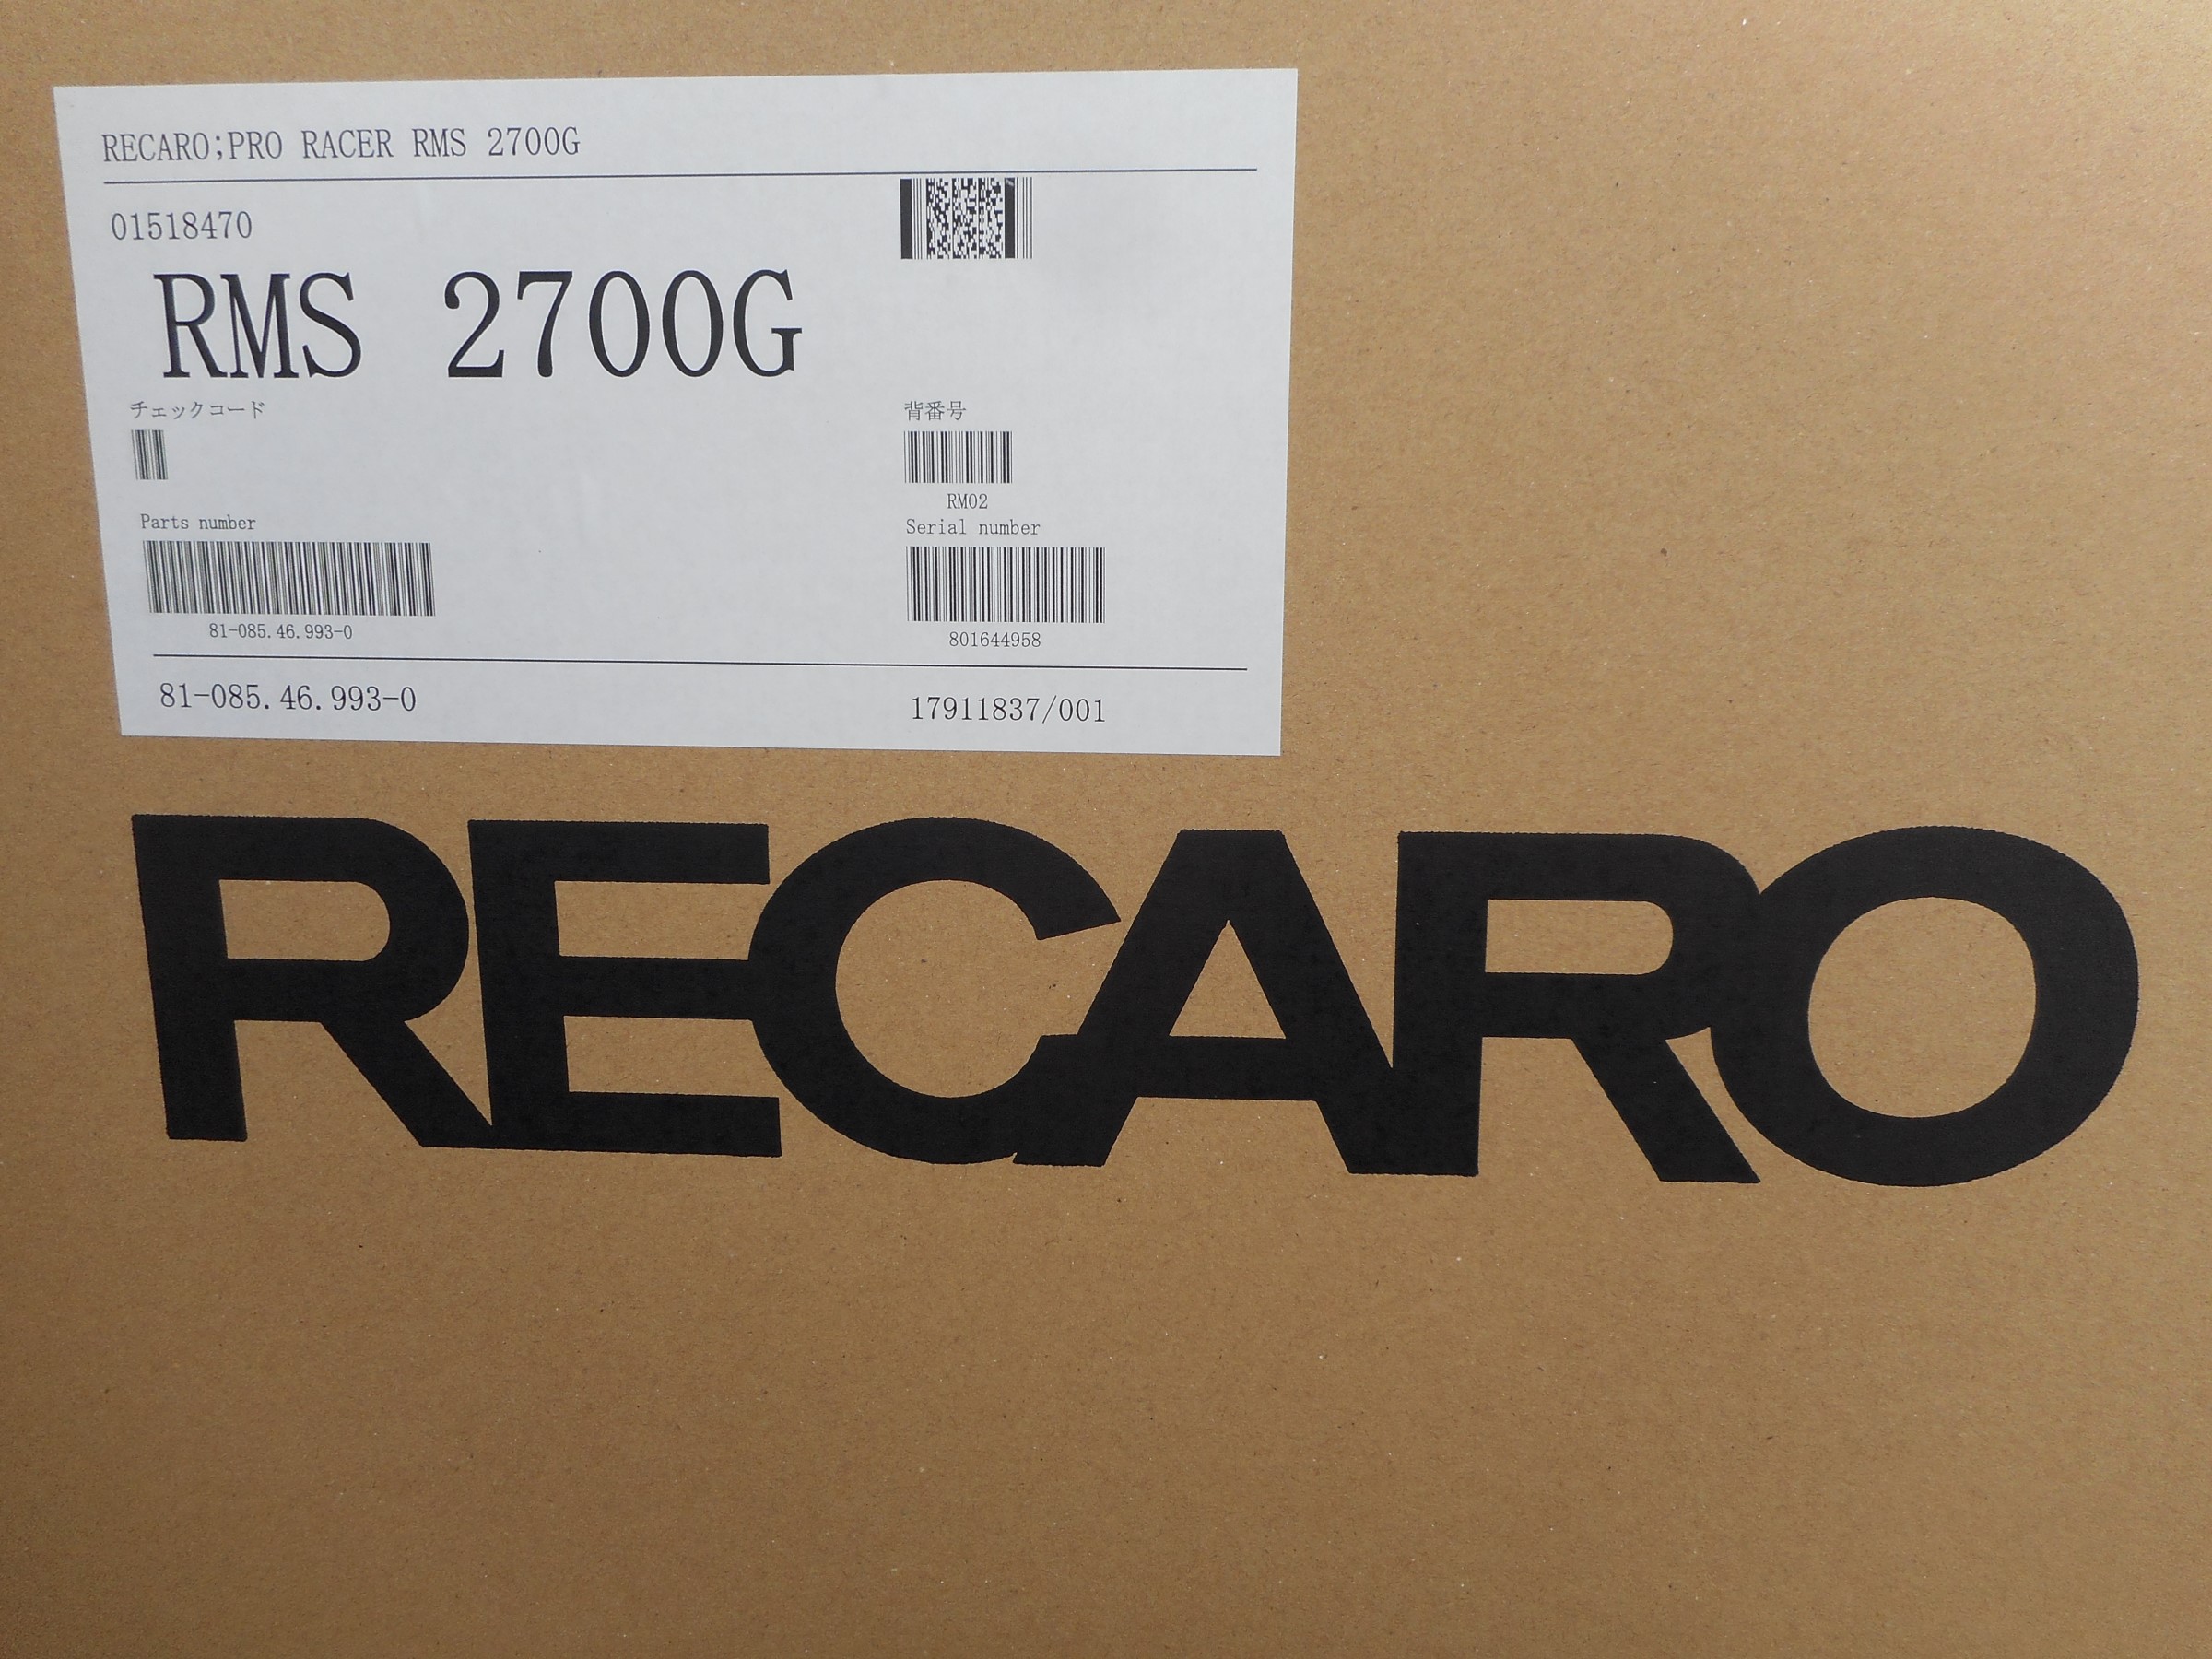 RECARO;PRO RACER RMS 2700G
01518470
RMS 2700G
チェックコード
背番号
RM02
Parts number
Serial number
81-085.46.993-0
801644958
81-085.46.993-0
17911837/001
RECARO